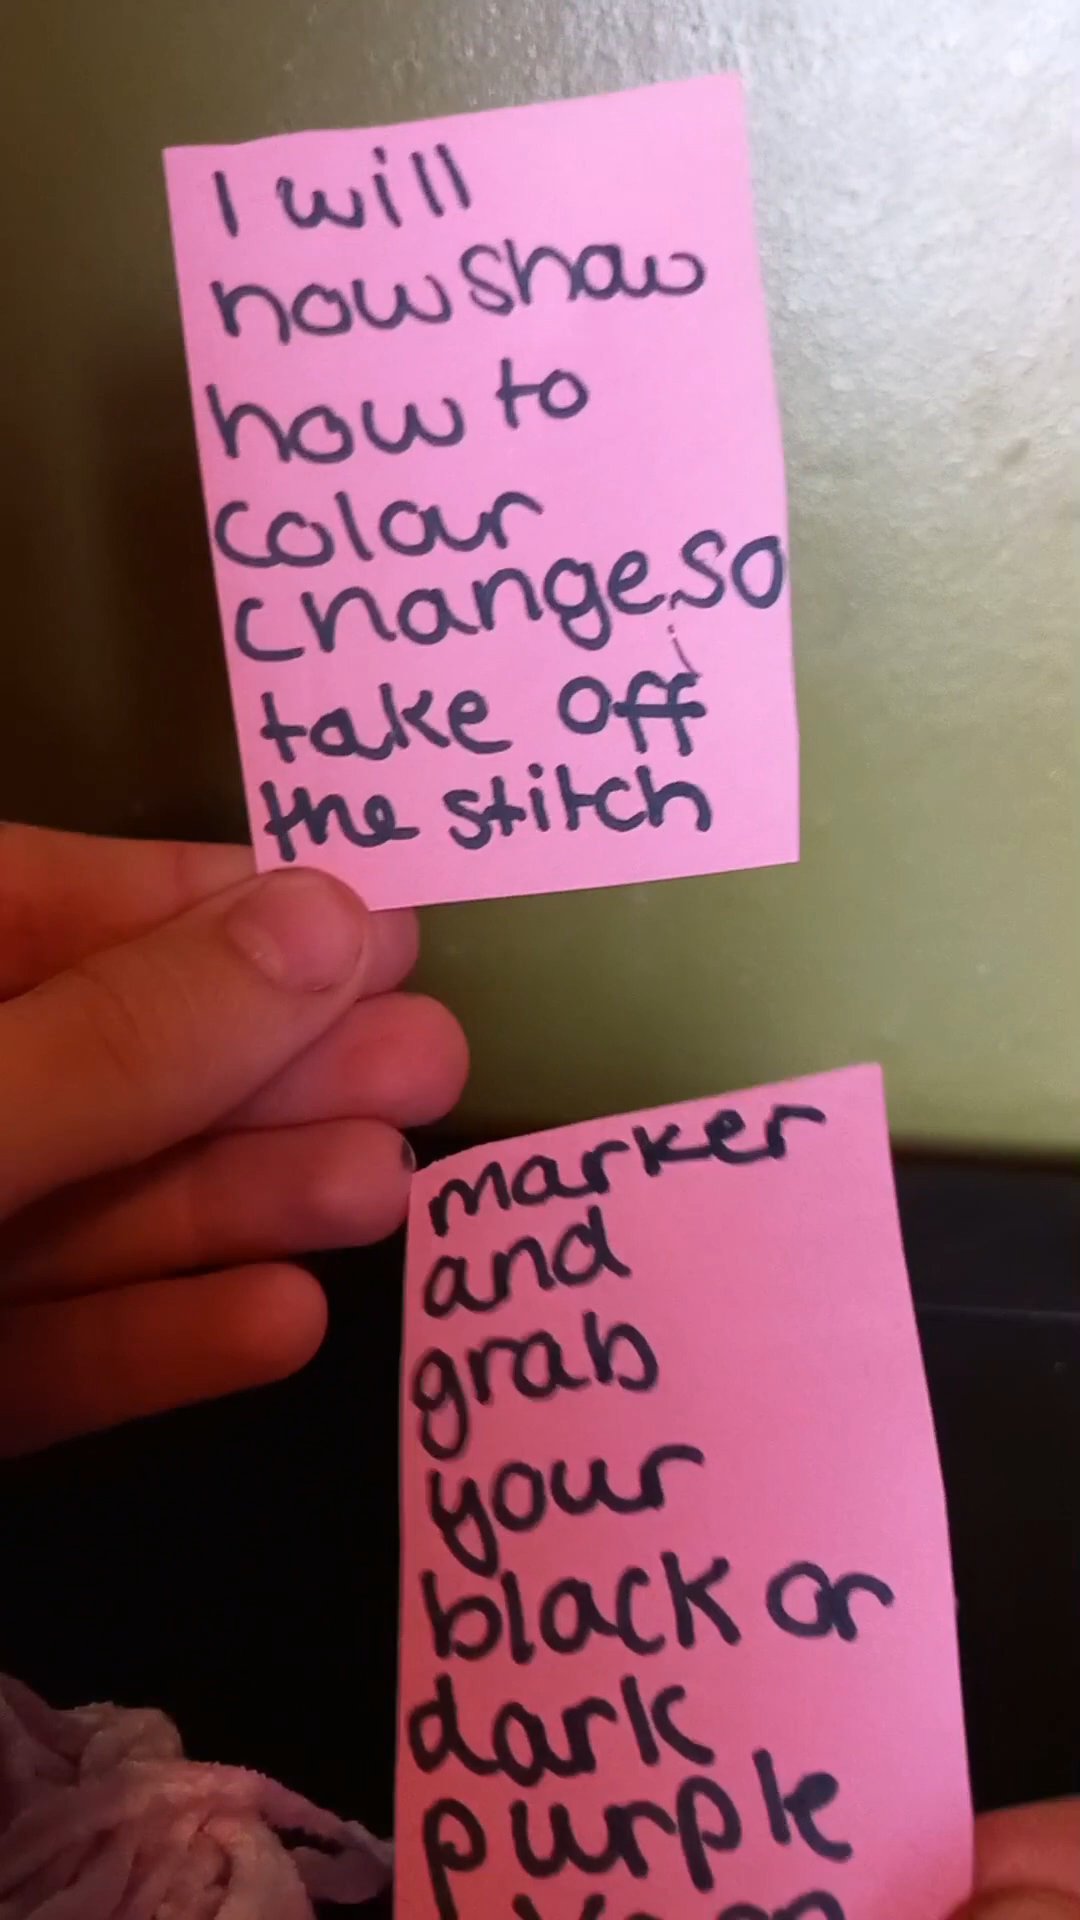 I will
now show
how to
colour
change so
take off
the stitch
marker
and
grab
your
black or
dark
purple